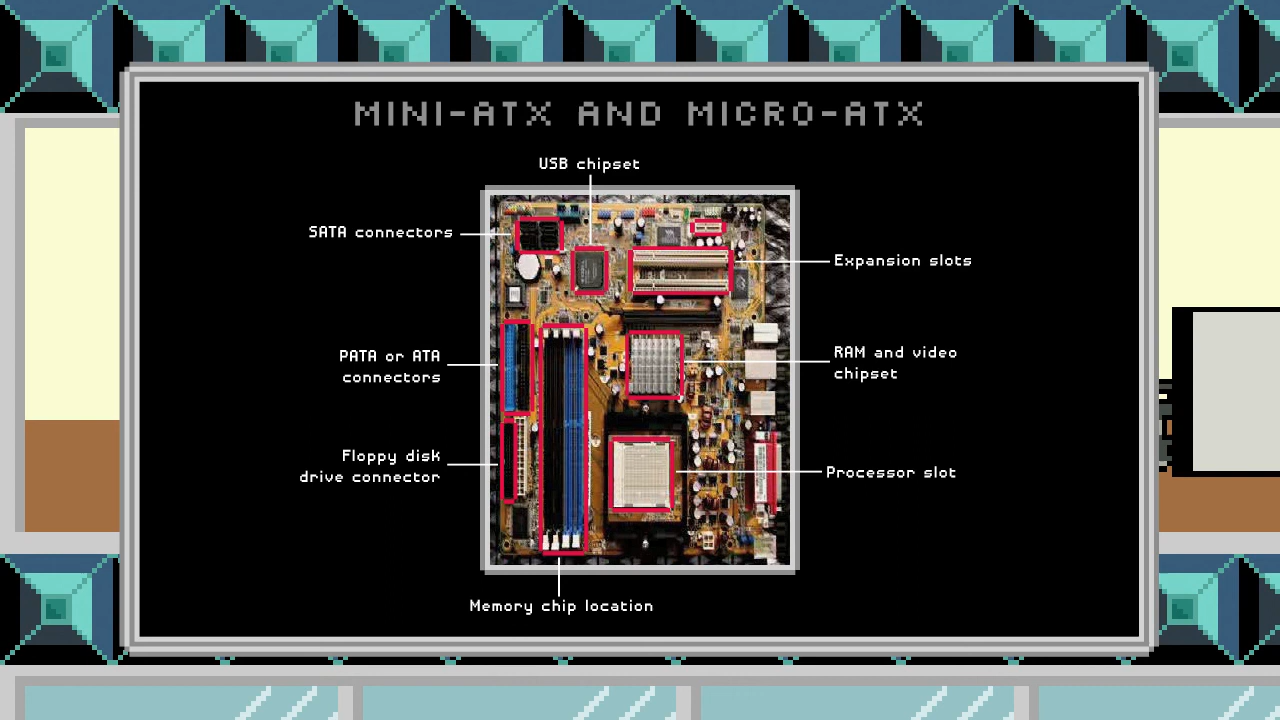 MINI-ATX AND MICRO-ATX
USB chipset
SATA connectors
Expansion slots
PATA or ATA
connectors
RAM and video
chipset
Floppy disk
drive connector
Processor slot
Memory chip location